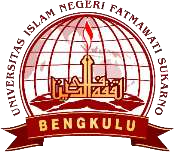 UNIVERSITAS ISLAM NEGERI FATMAWATI SUKARNO
BENGKULU